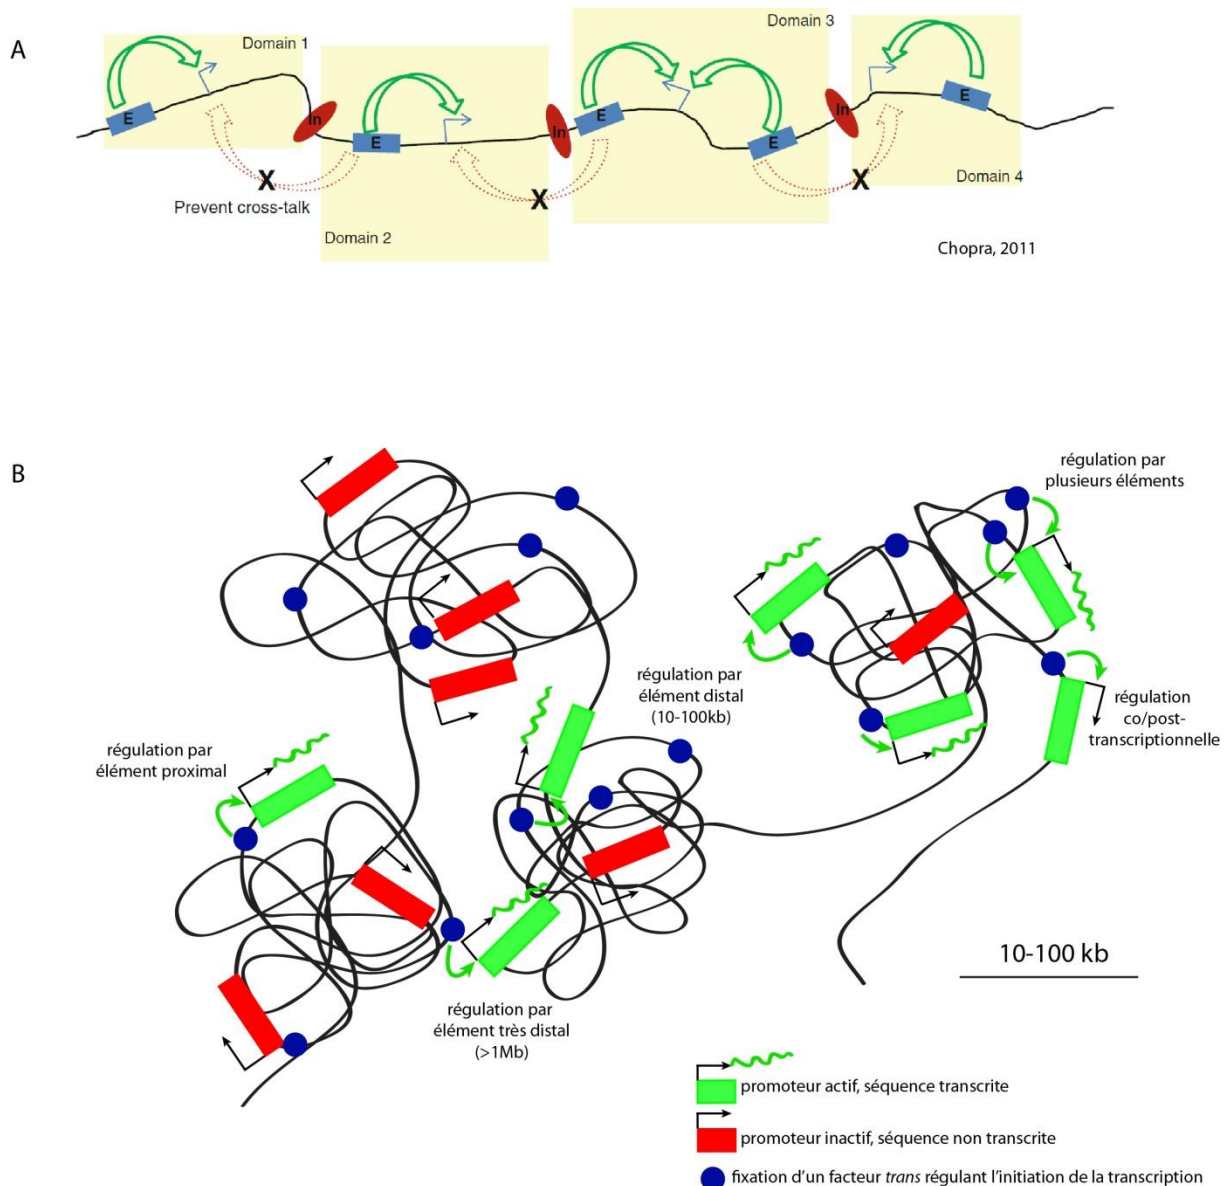 A
Domain 1
Domain 3
E
In
E
In
E
E
In
E
X
X
X
Prevent cross-talk
Domain 2
Domain 4
Chopra, 2011
B
régulation par
plusieurs éléments
régulation par
élément distal
(10-100kb)
régulation
co/post-
transcriptionnelle
régulation par
élément proximal
régulation par
élément très distal
(>1Mb)
10-100 kb
promoteur actif, séquence transcrite
promoteur inactif, séquence non transcrite
fixation d'un facteur trans régulant l'initiation de la transcription